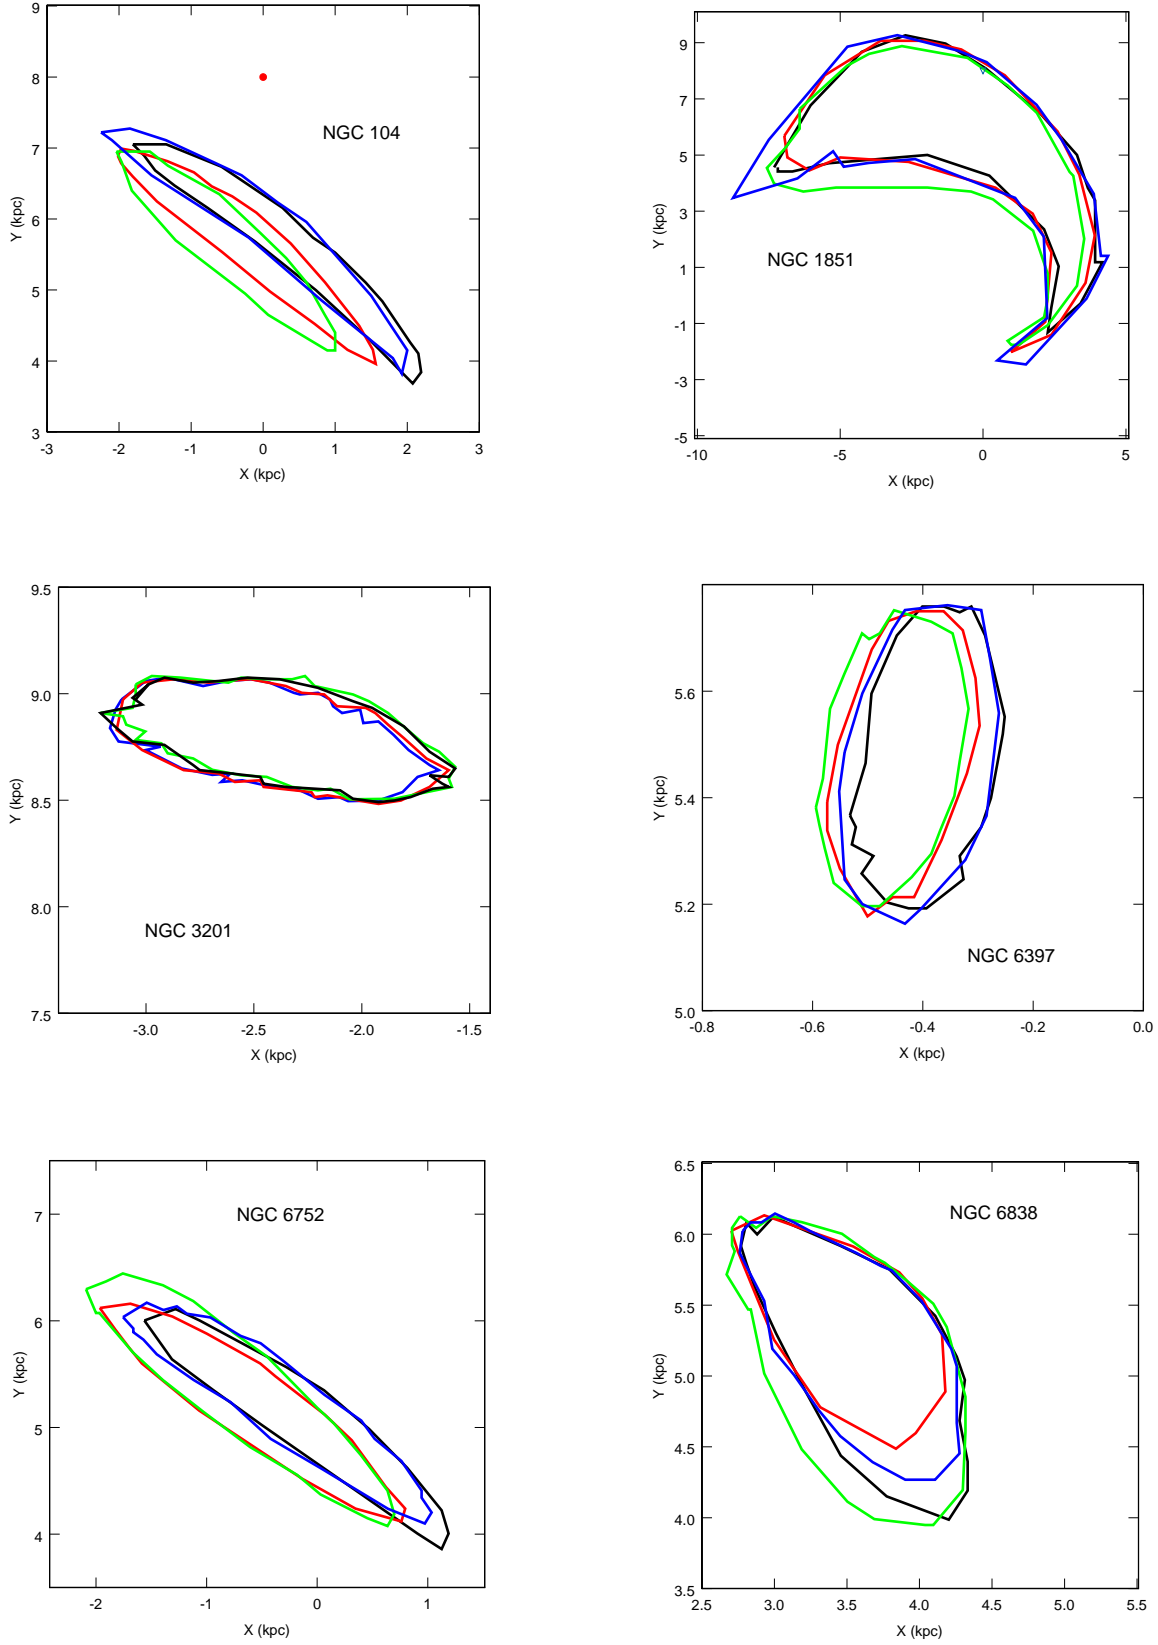 9
8
7
6
5
4
3
Y (kpc)
NGC 104
-3 -2 -1 0 1 2 3
X (kpc)
9
7
5
3
1
-1
-3
-5
Y (kpc)
NGC 1851
-10 -5 0 5
X (kpc)
9.5
9.0
8.5
8.0
7.5
Y (kpc)
NGC 3201
-3.0 -2.5 -2.0 -1.5
X (kpc)
5.6
5.4
5.2
5.0
Y (kpc)
NGC 6397
-0.8 -0.6 -0.4 -0.2 0.0
X (kpc)
7
6
5
4
Y (kpc)
NGC 6752
-2 -1 0 1
X (kpc)
6.5
6.0
5.5
5.0
4.5
4.0
3.5
Y (kpc)
NGC 6838
2.5 3.0 3.5 4.0 4.5 5.0 5.5
X (kpc)